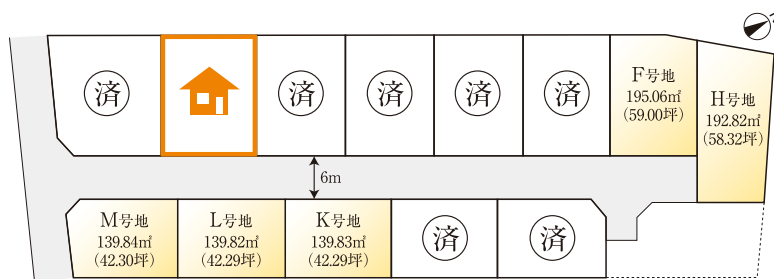 済
済
済
済
済
F号地
195.06㎡
(59.00坪)
H号地
192.82㎡
(58.32坪)
6m
M号地
139.84㎡
(42.30坪)
L号地
139.82㎡
(42.29坪)
K号地
139.83㎡
(42.29坪)
済
済